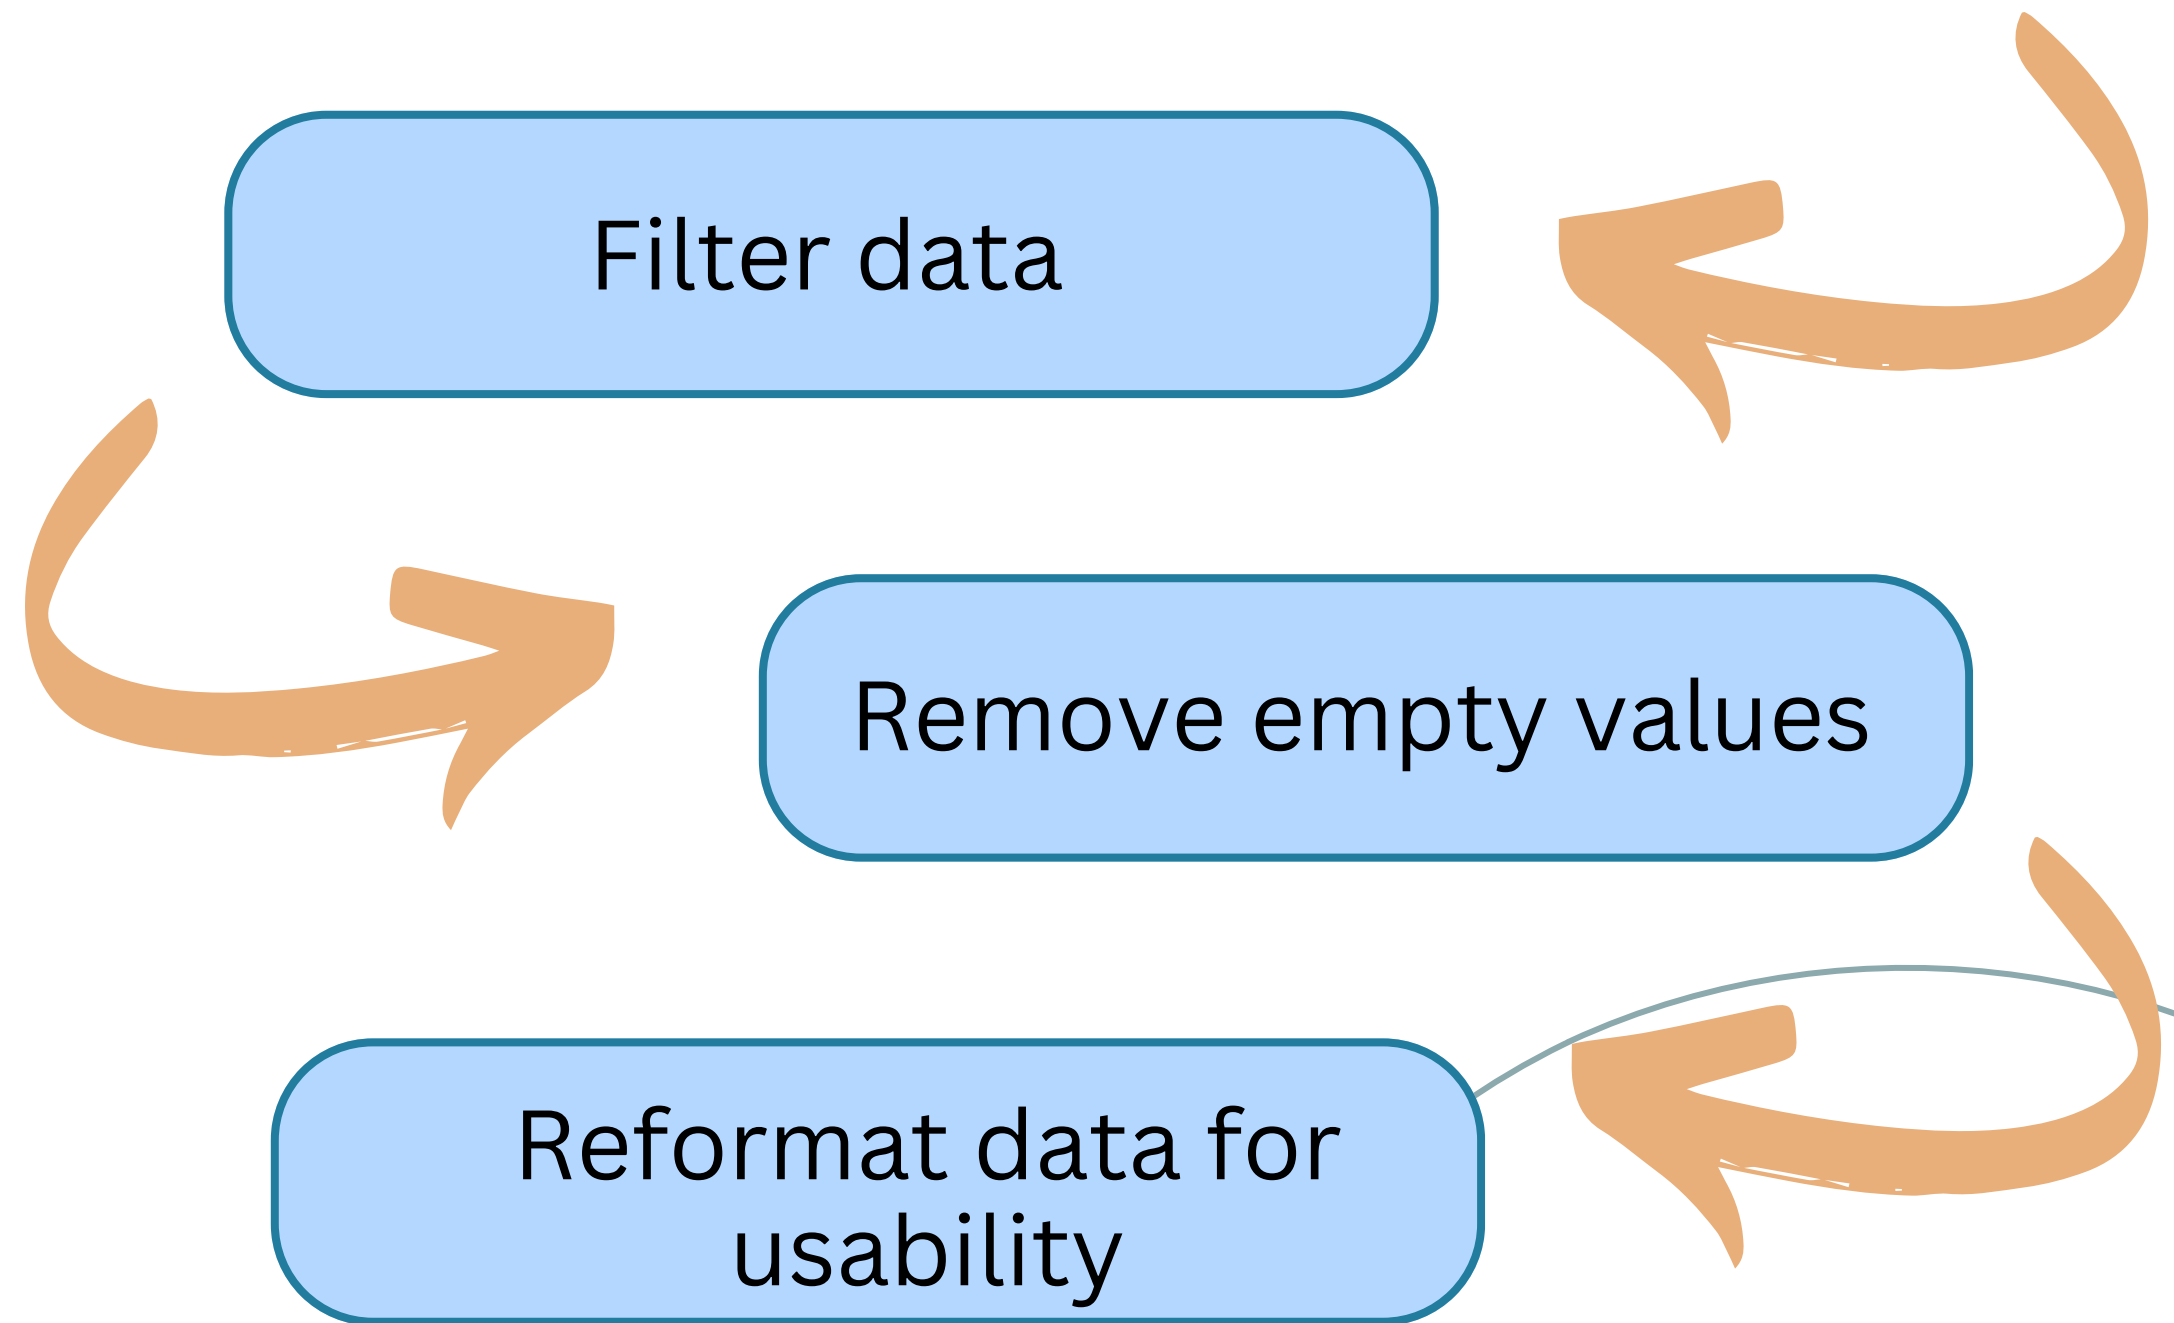 Filter data
Remove empty values
Reformat data for
usability